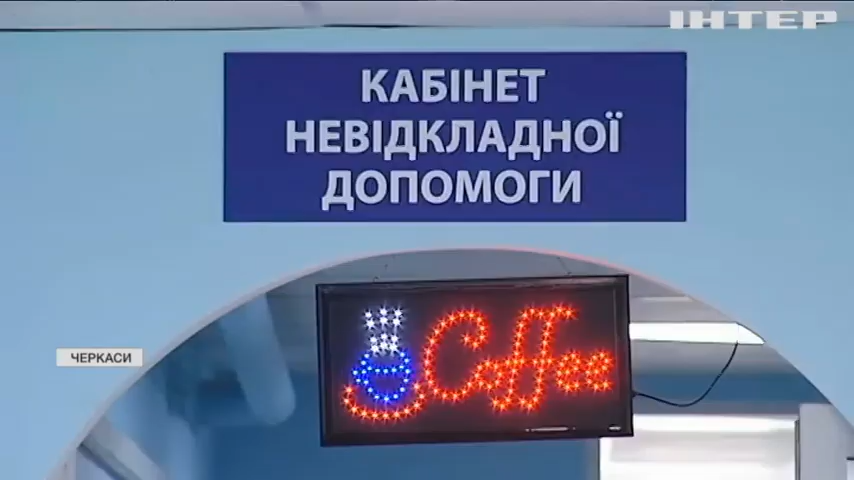 ІНТЕР
КАБІНЕТ
НЕВІДКЛАДНОЇ
ДОПОМОГИ
Coffee
ЧЕРКАСИ